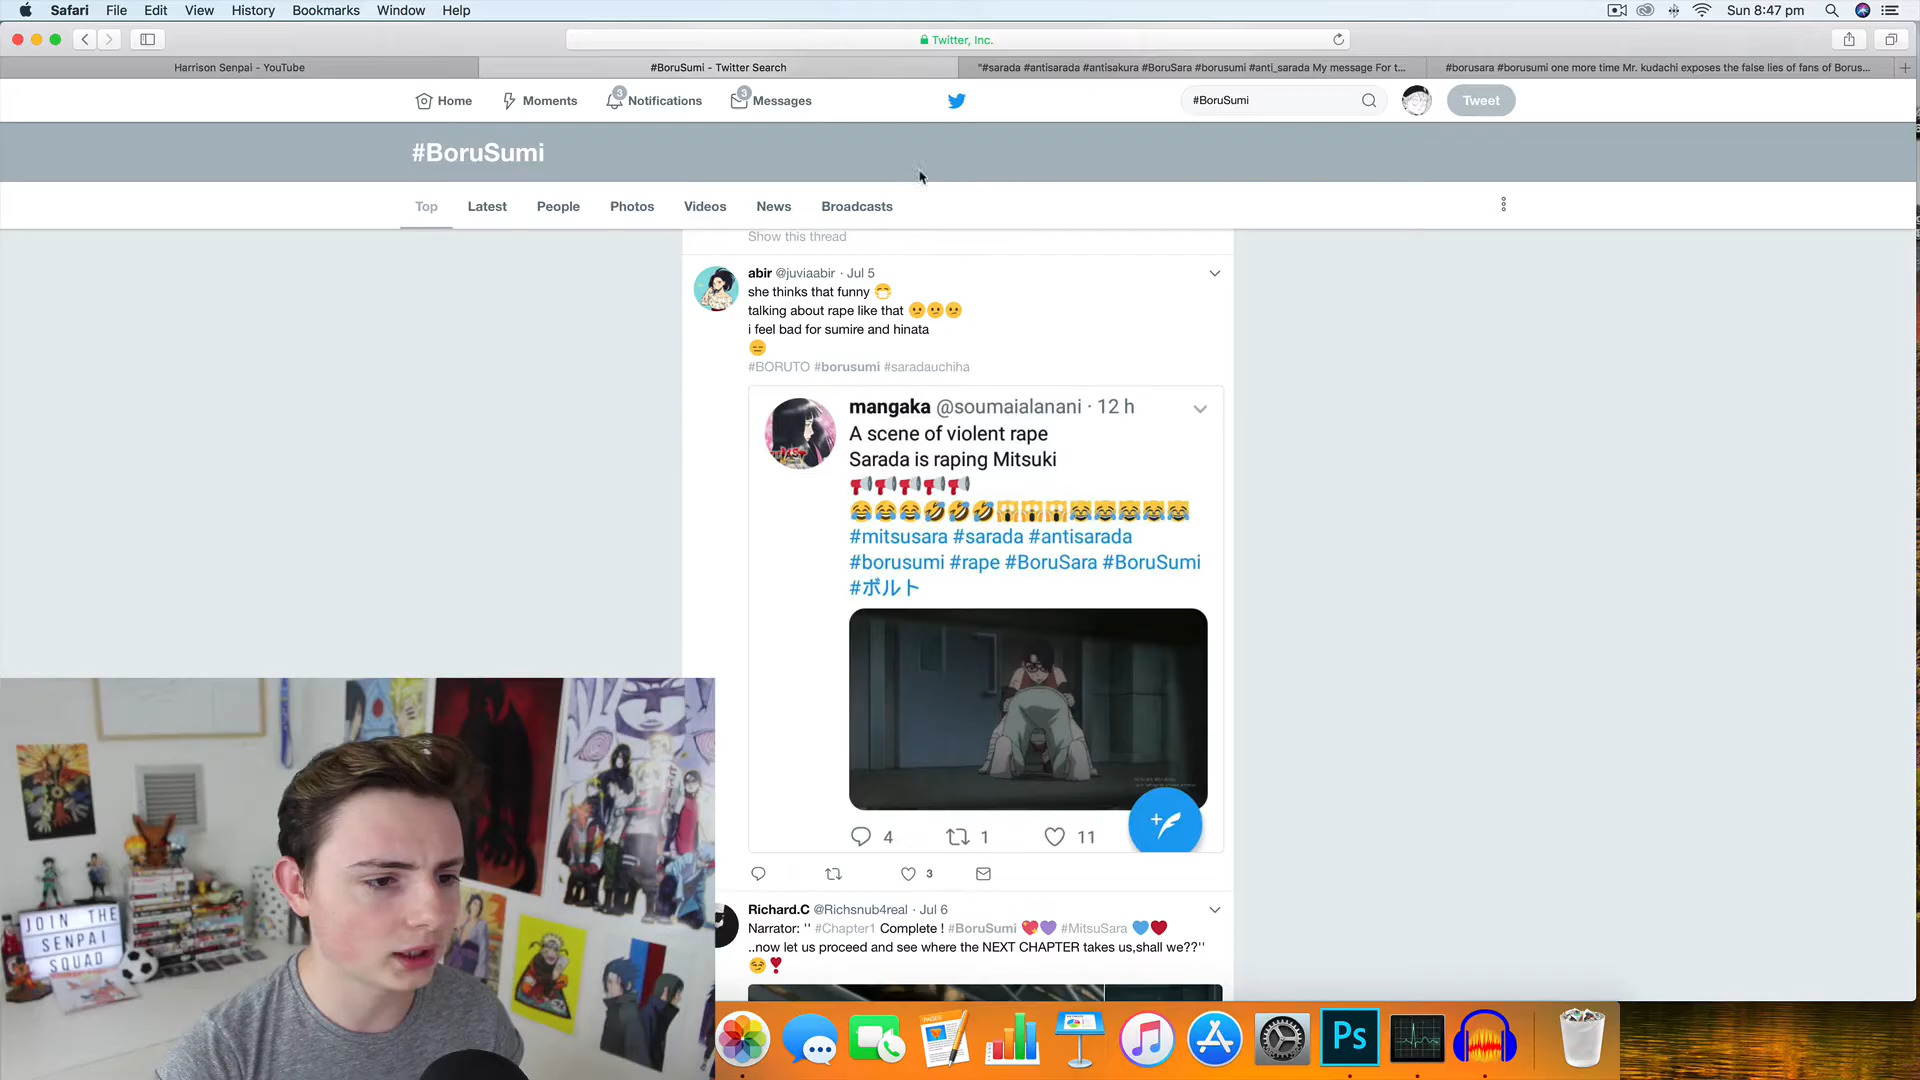 Safari File Edit View History Bookmarks Window Help Sun 8:47 pm
Twitter, Inc.
Harrison Senpai - YouTube
#BoruSumi - Twitter Search
"#sarada #antisarada #antisakura #BoruSara #borusumi #anti_sarada My message For t...
#borusara #borusumi one more time Mr. kudachi exposes the false lies of fans of Borus...
Home 3 Moments Notifications 3 Messages #BoruSumi Tweet
#BoruSumi
Top Latest People Photos Videos News Broadcasts
Show this thread
abir @juviaabir · Jul 5
she thinks that funny 😷
talking about rape like that 😕😕😕
i feel bad for sumire and hinata
😑
#BORUTO #borusumi #saradauchiha
mangaka @soumaialanani · 12 h
A scene of violent rape
Sarada is raping Mitsuki
📢📢📢📢📢
😂😂😂🤣🤣🤣😱😱😱😹😹😹😹😹
#mitsusara #sarada #antisarada
#borusumi #rape #BoruSara #BoruSumi
#ボルト
4 1 11
3
Richard.C @Richsnub4real · Jul 6
Narrator: '' #Chapter1 Complete ! #BoruSumi 💖💜 #MitsuSara 💙❤
..now let us proceed and see where the NEXT CHAPTER takes us,shall we??''
😏❣
JOIN THE
SENPAI
SQUAD
PAGES
Ps